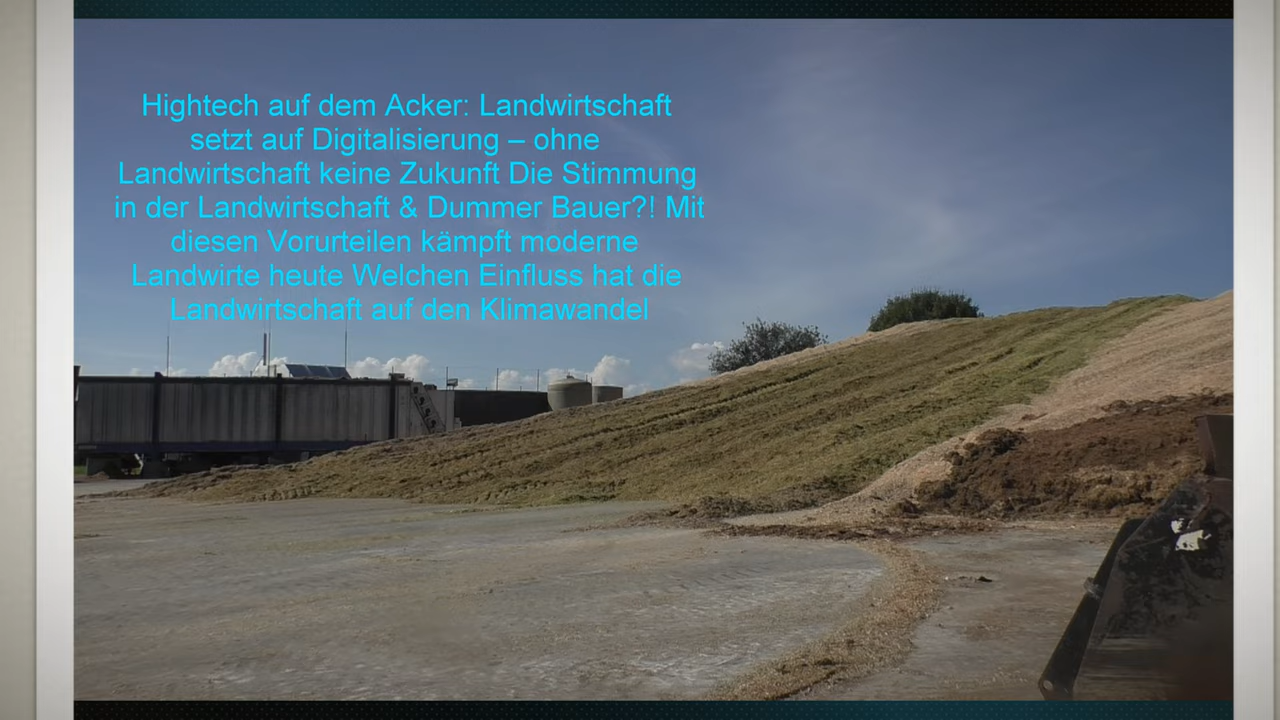 Hightech auf dem Acker: Landwirtschaft
setzt auf Digitalisierung – ohne
Landwirtschaft keine Zukunft Die Stimmung
in der Landwirtschaft & Dummer Bauer?! Mit
diesen Vorurteilen kämpft moderne
Landwirte heute Welchen Einfluss hat die
Landwirtschaft auf den Klimawandel